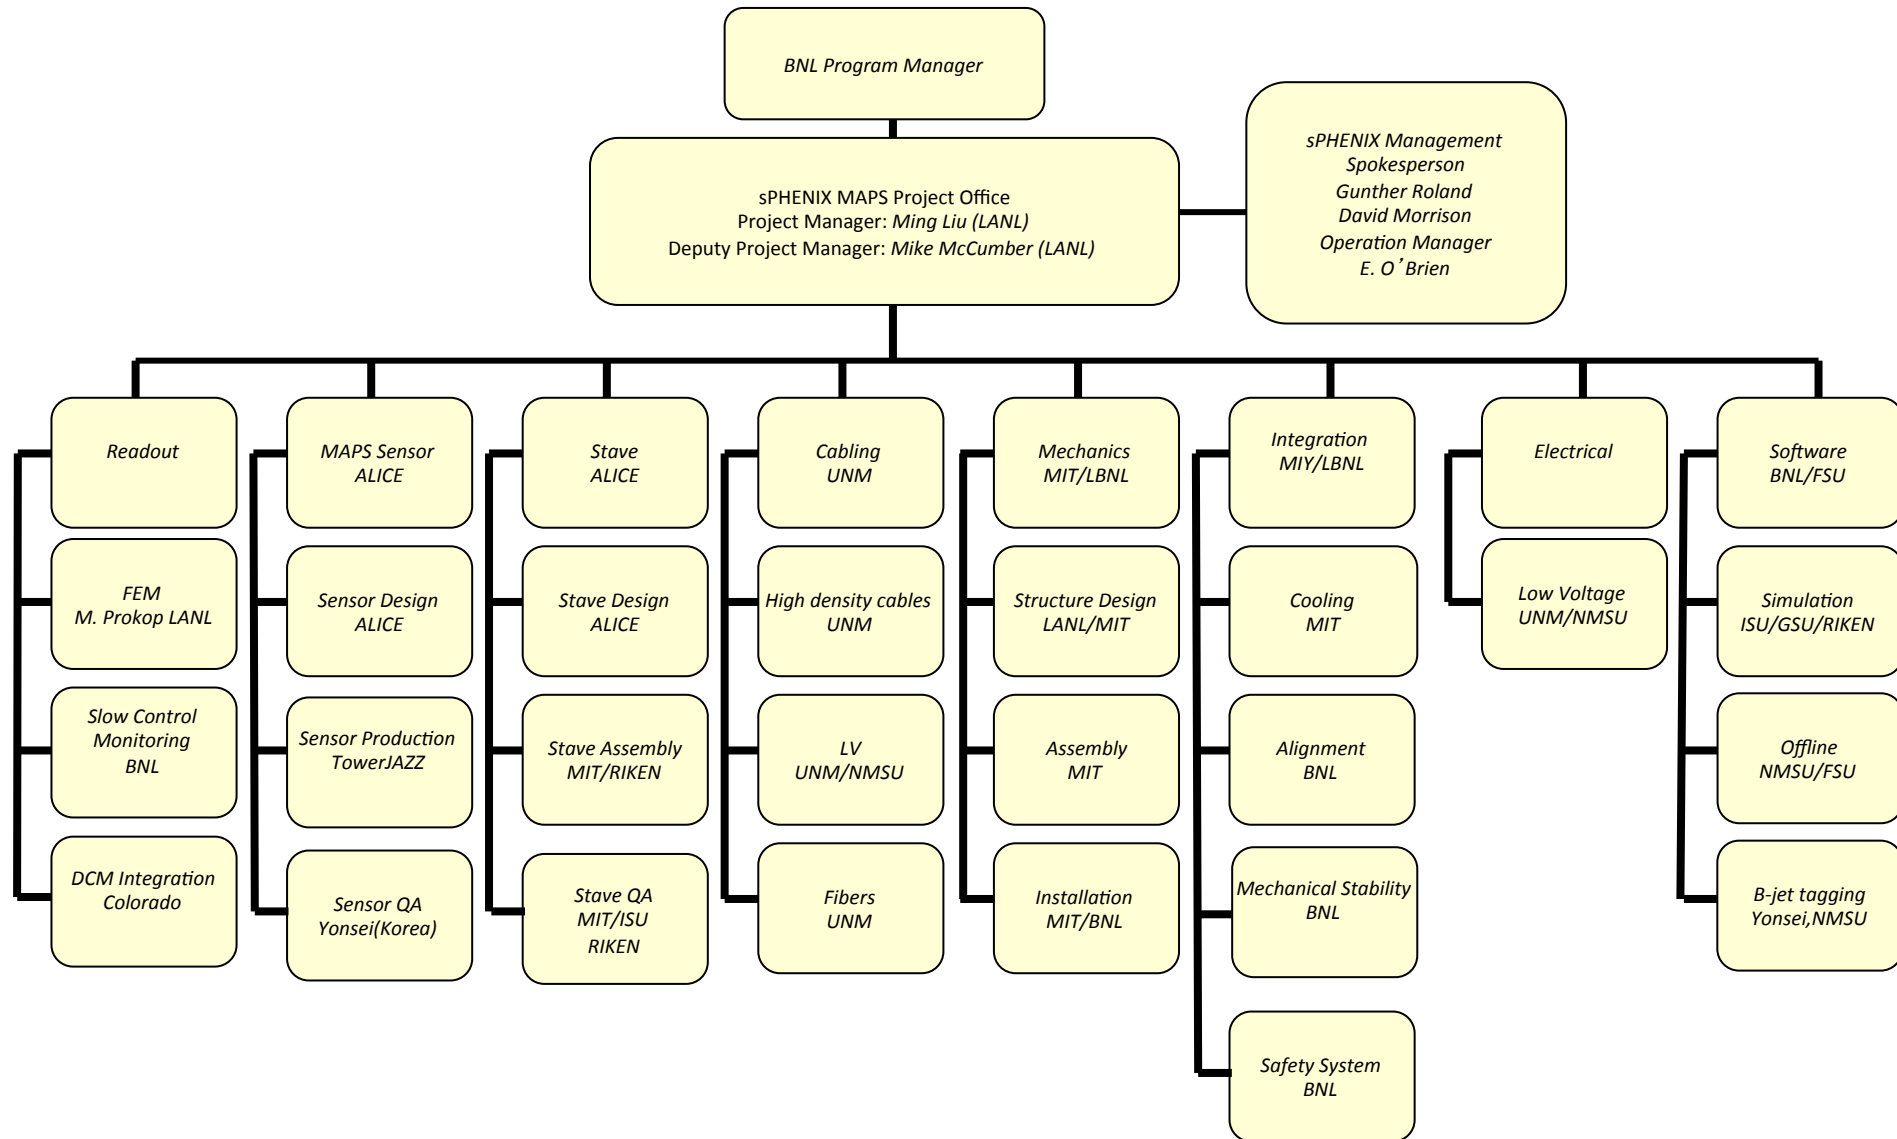 BNL Program Manager
sPHENIX Management
Spokesperson
Gunther Roland
David Morrison
Operation Manager
E. O’Brien
sPHENIX MAPS Project Office
Project Manager: Ming Liu (LANL)
Deputy Project Manager: Mike McCumber (LANL)
Readout
FEM
M. Prokop LANL
Slow Control
Monitoring
BNL
DCM Integration
Colorado
MAPS Sensor
ALICE
Sensor Design
ALICE
Sensor Production
TowerJAZZ
Sensor QA
Yonsei(Korea)
Stave
ALICE
Stave Design
ALICE
Stave Assembly
MIT/RIKEN
Stave QA
MIT/ISU
RIKEN
Cabling
UNM
High density cables
UNM
LV
UNM/NMSU
Fibers
UNM
Mechanics
MIT/LBNL
Structure Design
LANL/MIT
Assembly
MIT
Installation
MIT/BNL
Integration
MIY/LBNL
Cooling
MIT
Alignment
BNL
Mechanical Stability
BNL
Safety System
BNL
Electrical
Low Voltage
UNM/NMSU
Software
BNL/FSU
Simulation
ISU/GSU/RIKEN
Offline
NMSU/FSU
B-jet tagging
Yonsei,NMSU